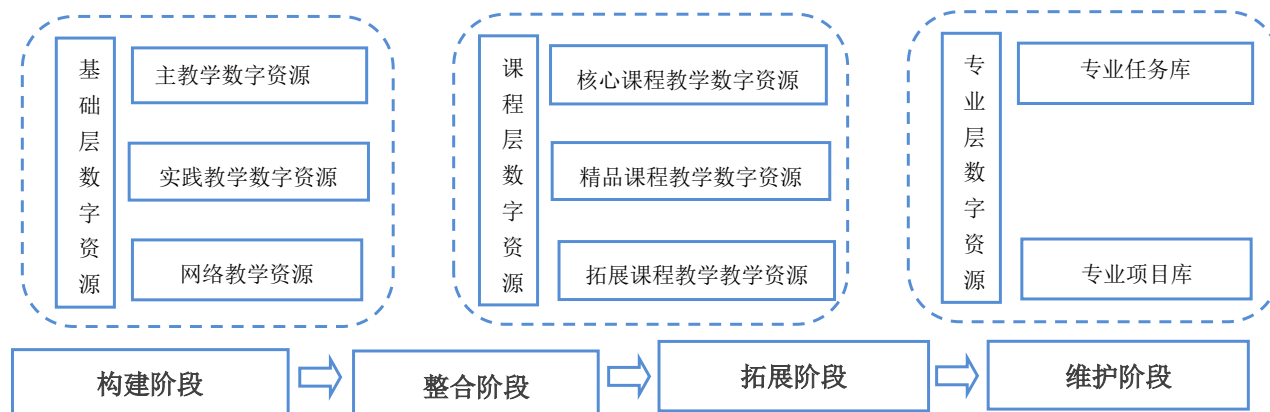 基础层数字资源
主教学数字资源
实践教学数字资源
网络教学资源
课程层数字资源
核心课程教学数字资源
精品课程教学数字资源
拓展课程教学教学资源
专业层数字资源
专业任务库
专业项目库
构建阶段
整合阶段
拓展阶段
维护阶段